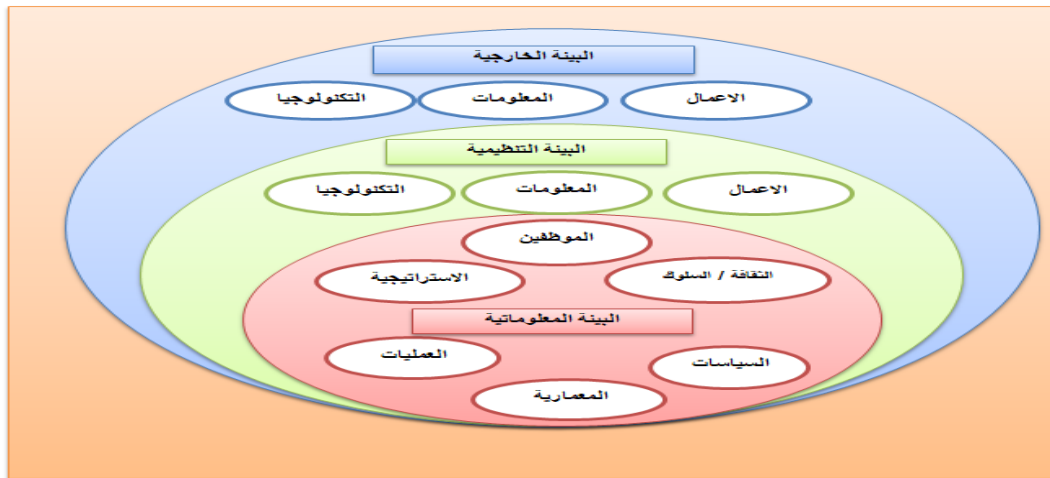 البيئة الخارجية
الاعمال
المعلومات
التكنولوجيا
البيئة التنظيمية
الاعمال
المعلومات
التكنولوجيا
الموظفين
الثقافة / السلوك
الاستراتيجية
البيئة المعلوماتية
العمليات
السياسات
المعمارية